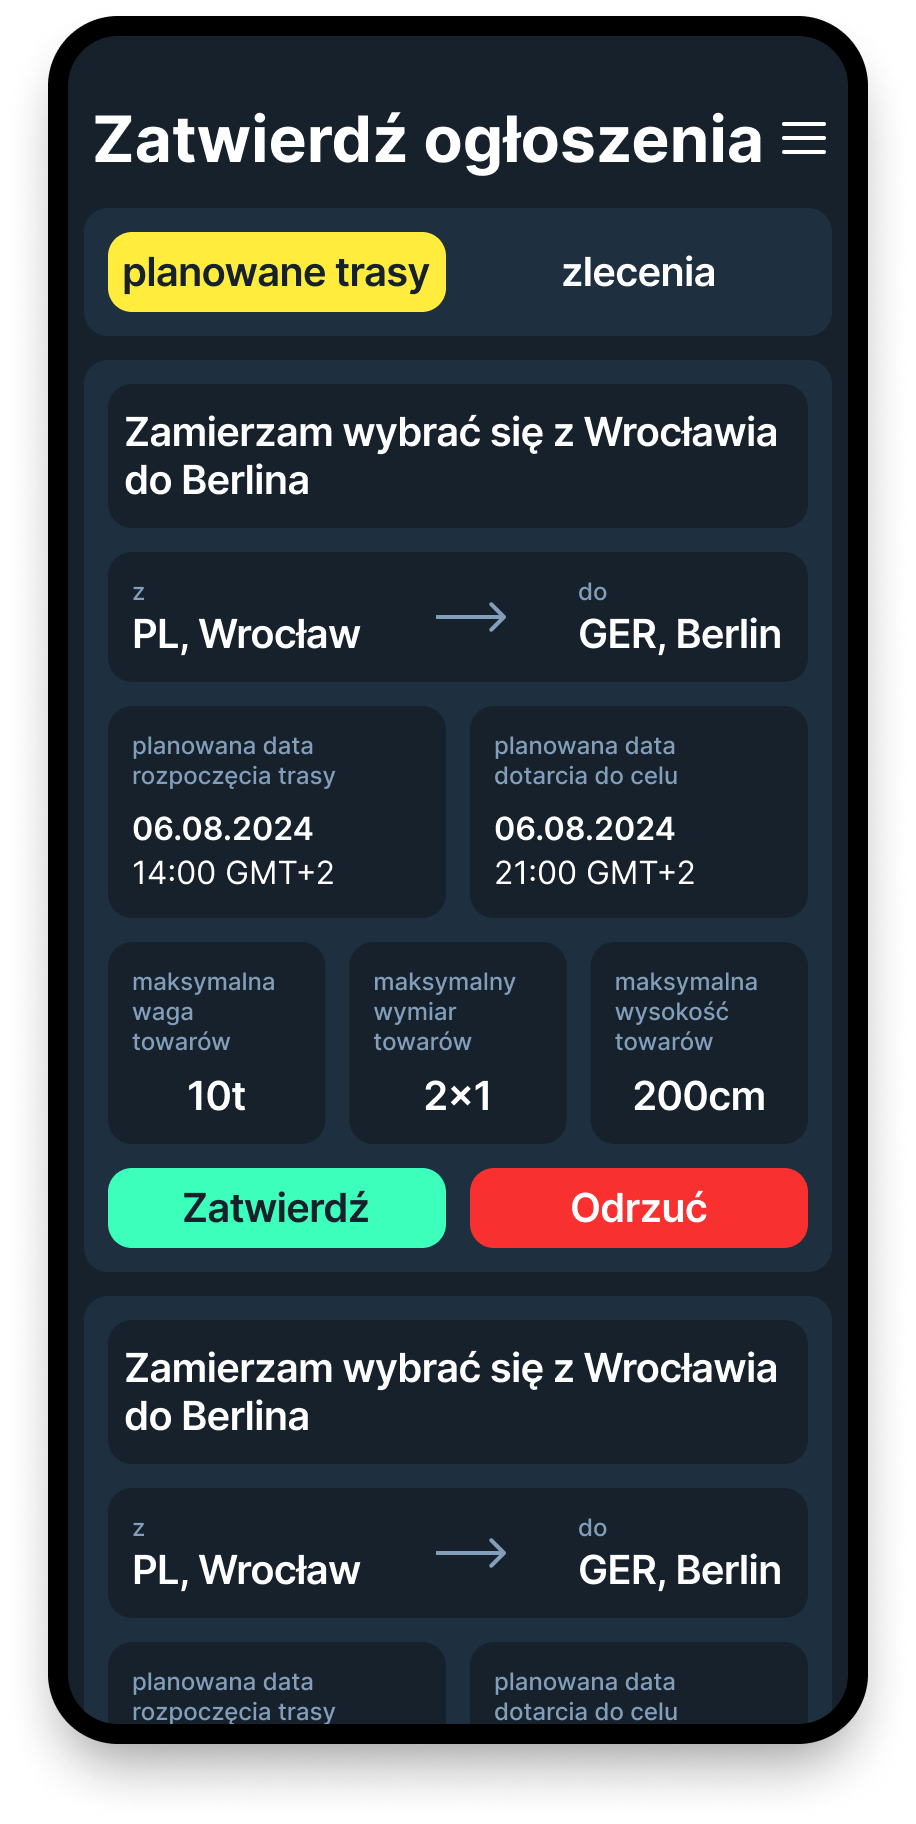 Zatwierdź ogłoszenia
planowane trasy
zlecenia
Zamierzam wybrać się z Wrocławia
do Berlina
z
PL, Wrocław
do
GER, Berlin
planowana data
rozpoczęcia trasy
06.08.2024
14:00 GMT+2
planowana data
dotarcia do celu
06.08.2024
21:00 GMT+2
maksymalna
waga
towarów
10t
maksymalny
wymiar
towarów
2×1
maksymalna
wysokość
towarów
200cm
Zatwierdź
Odrzuć
Zamierzam wybrać się z Wrocławia
do Berlina
z
PL, Wrocław
do
GER, Berlin
planowana data
rozpoczęcia trasy
planowana data
dotarcia do celu